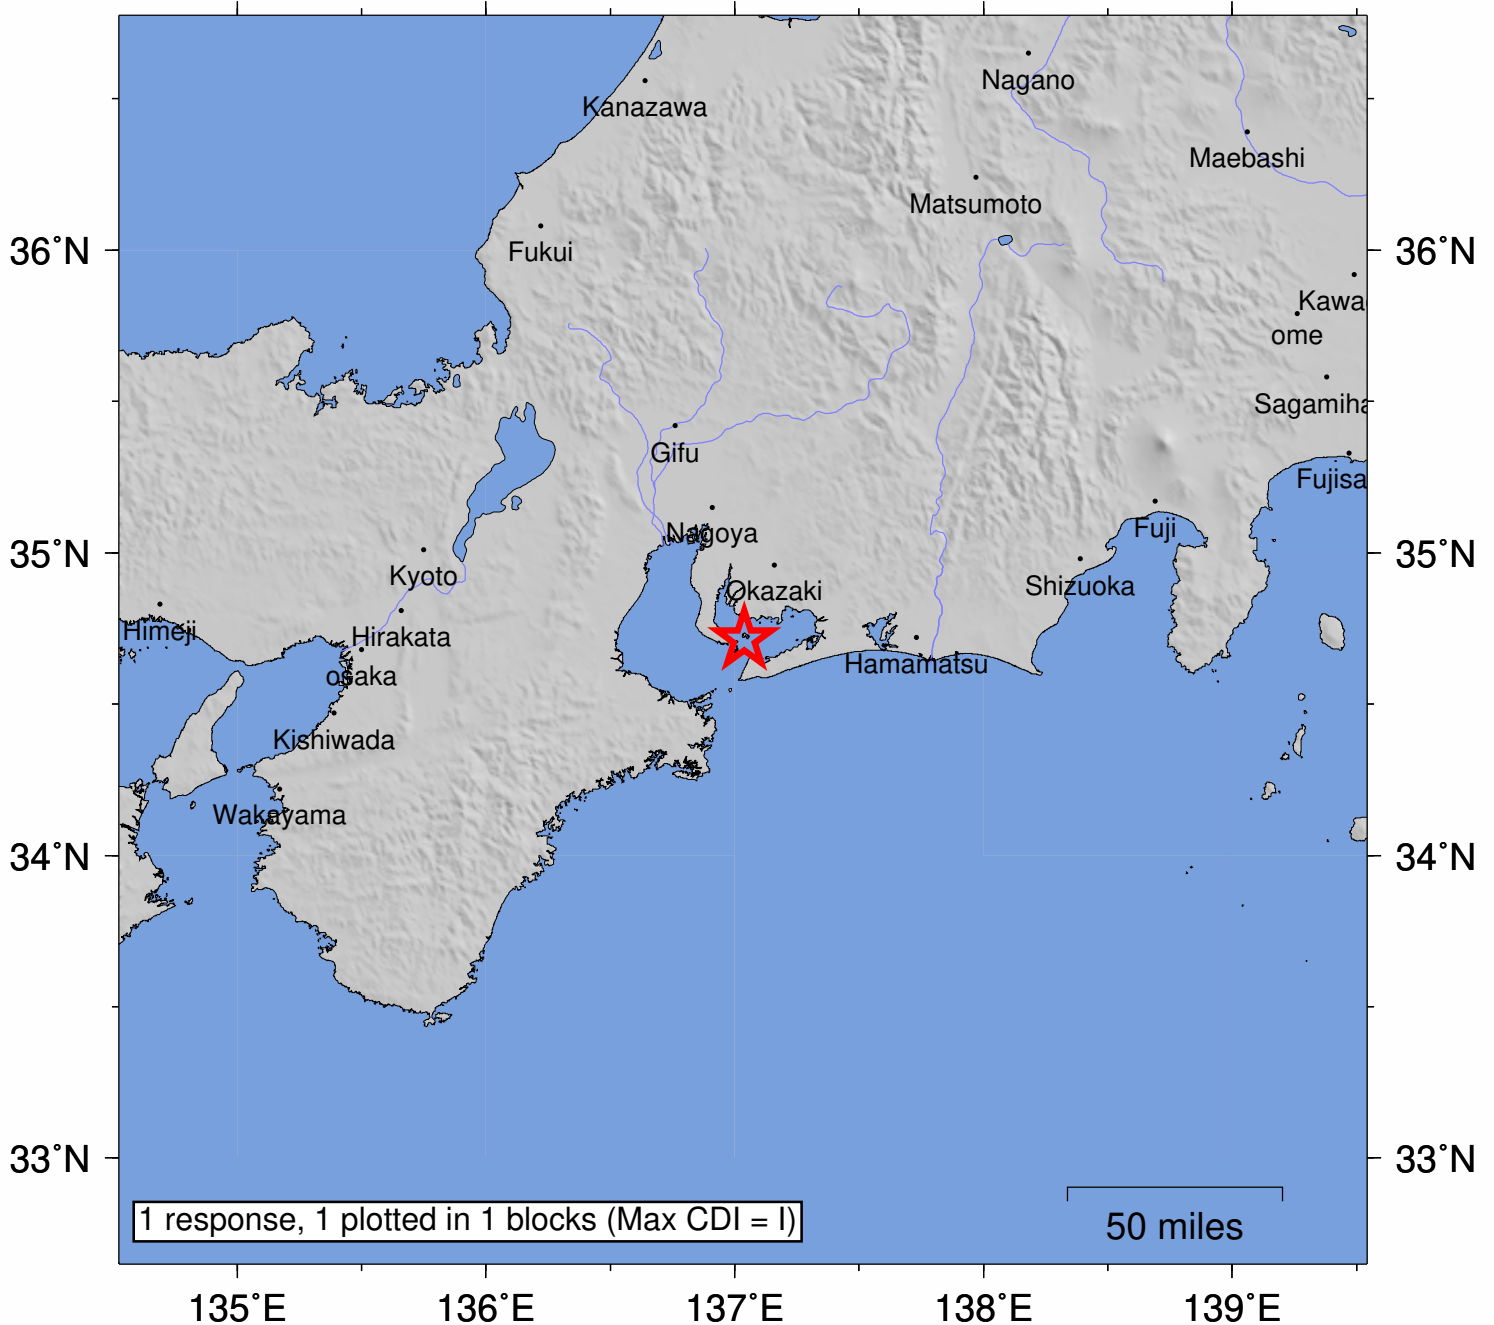 Nagano
Kanazawa
Maebashi
Matsumoto
36°N
Fukui
36°N
Kawa
ome
Sagamiha
Gifu
Fujisa
Nagoya
Fuji
35°N
35°N
Kyoto
Okazaki
Shizuoka
Himeji
Hirakata
Hamamatsu
osaka
Kishiwada
Wakayama
34°N
34°N
33°N
33°N
1 response, 1 plotted in 1 blocks (Max CDI = I)
50 miles
135°E
136°E
137°E
138°E
139°E